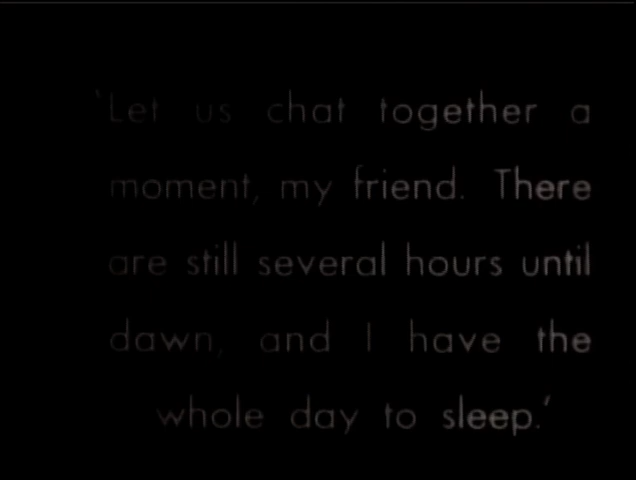 'Let us chat together a
moment, my friend. There
are still several hours until
dawn, and I have the
whole day to sleep.'